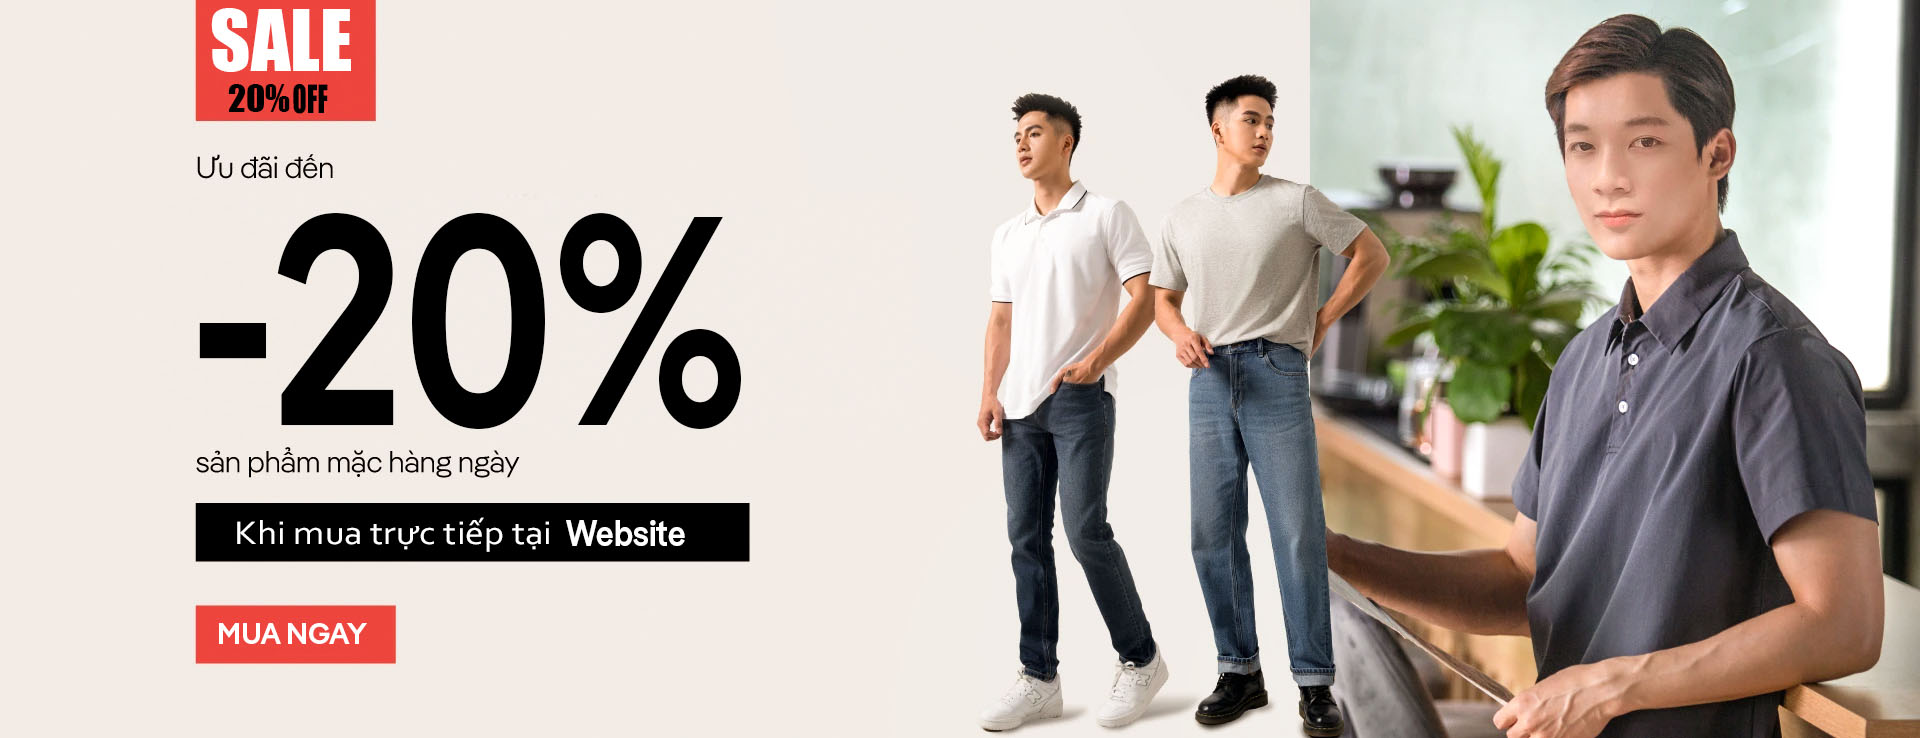 SALE
20% OFF
Ưu đãi đến
-20%
sản phẩm mặc hàng ngày
Khi mua trực tiếp tại Website
MUA NGAY